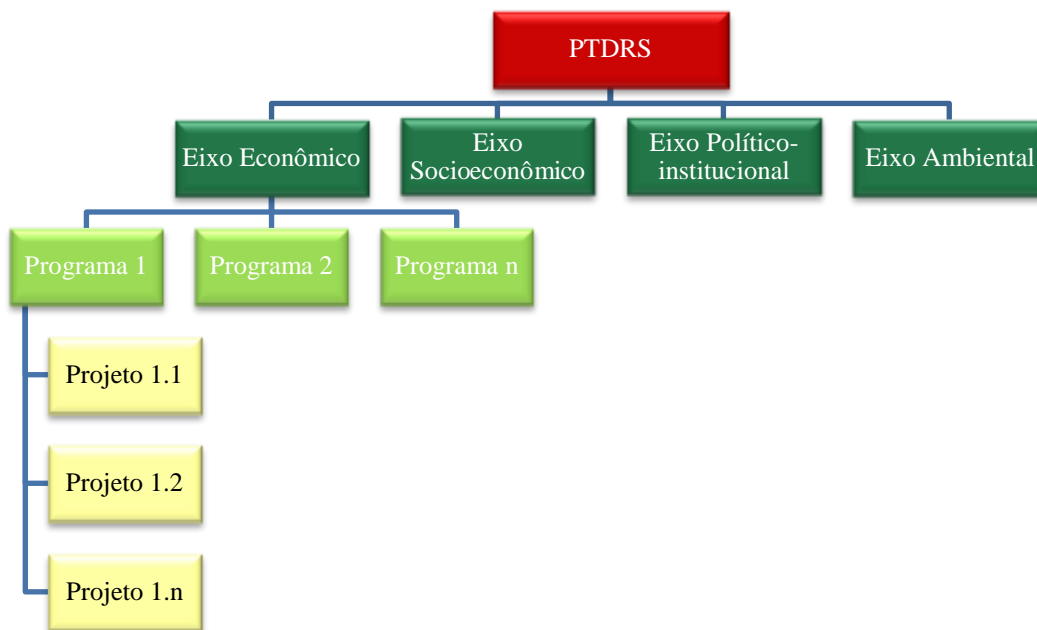 PTDRS
Eixo Econômico
Eixo
Socioeconômico
Eixo Político-
institucional
Eixo Ambiental
Programa 1
Programa 2
Programa n
Projeto 1.1
Projeto 1.2
Projeto 1.n